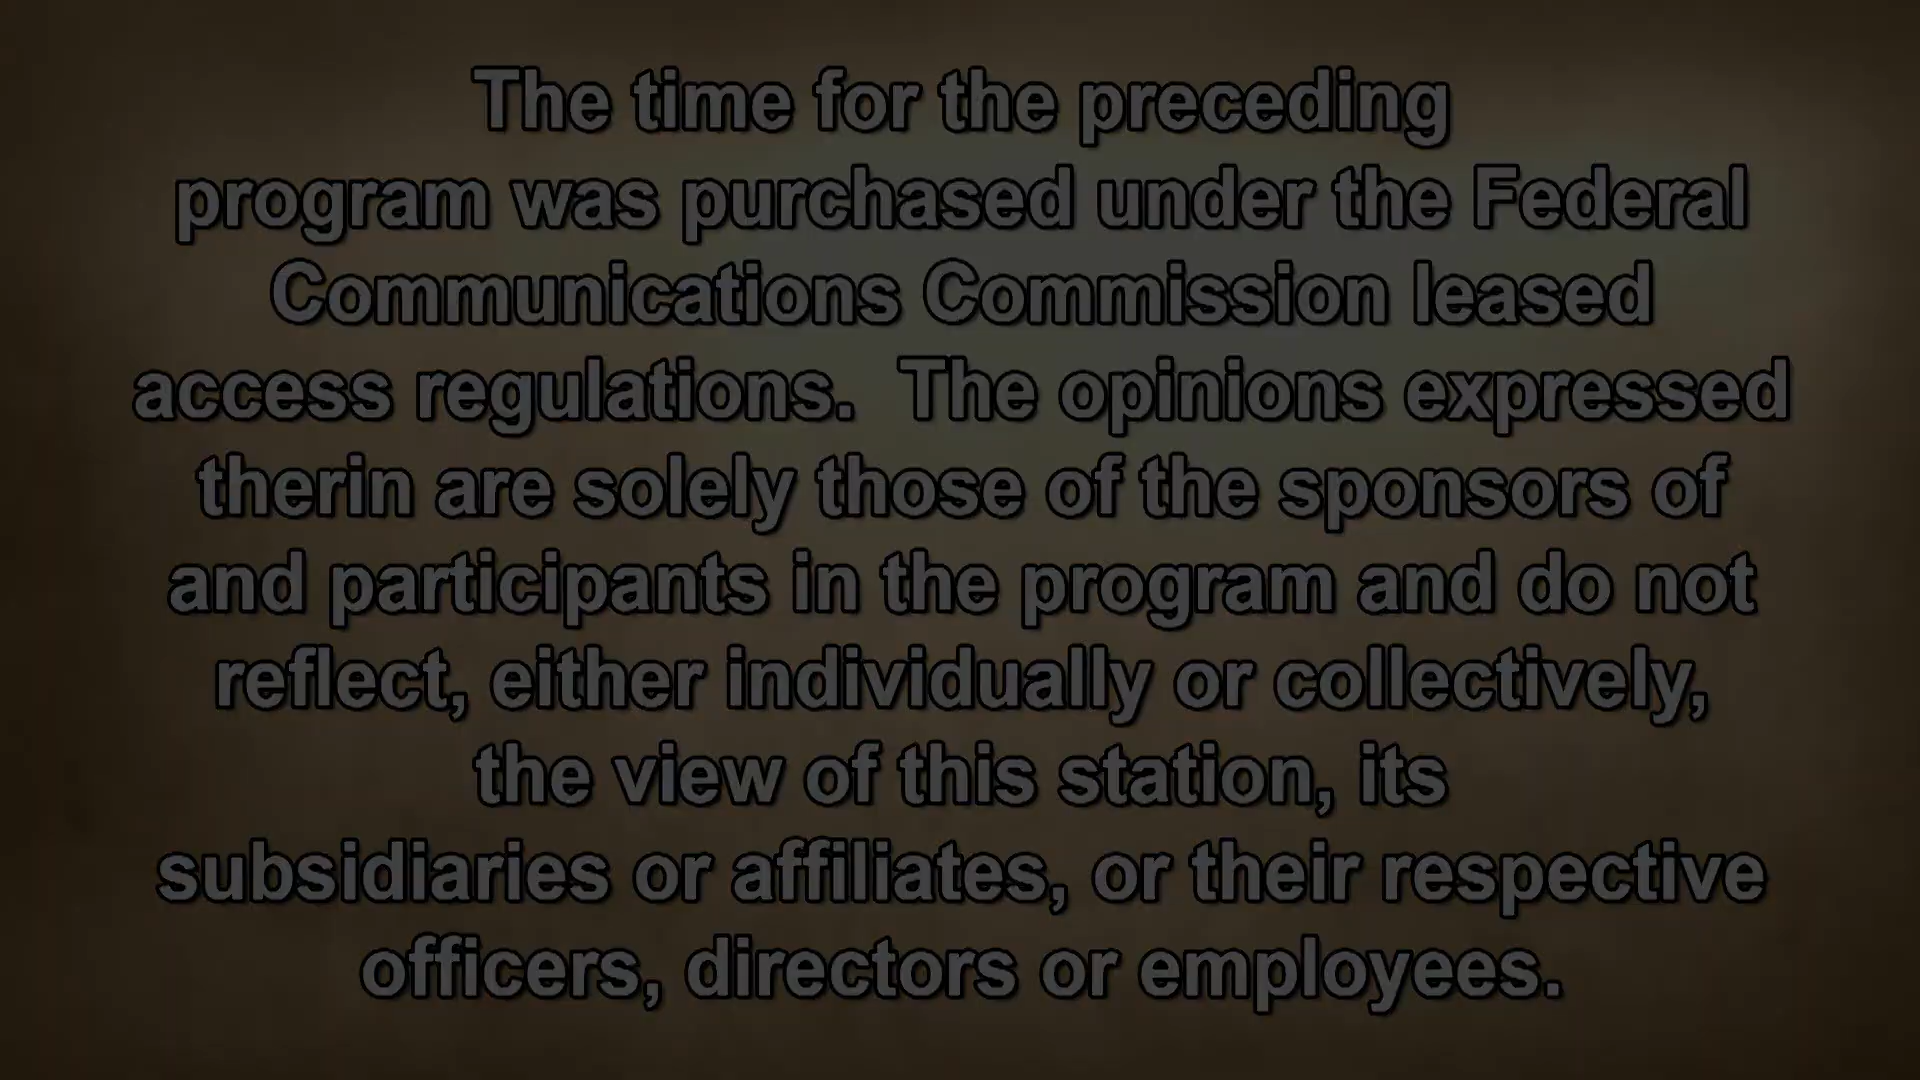 The time for the preceding
program was purchased under the Federal
Communications Commission leased
access regulations.  The opinions expressed
therin are solely those of the sponsors of
and participants in the program and do not
reflect, either individually or collectively,
the view of this station, its
subsidiaries or affiliates, or their respective
officers, directors or employees.